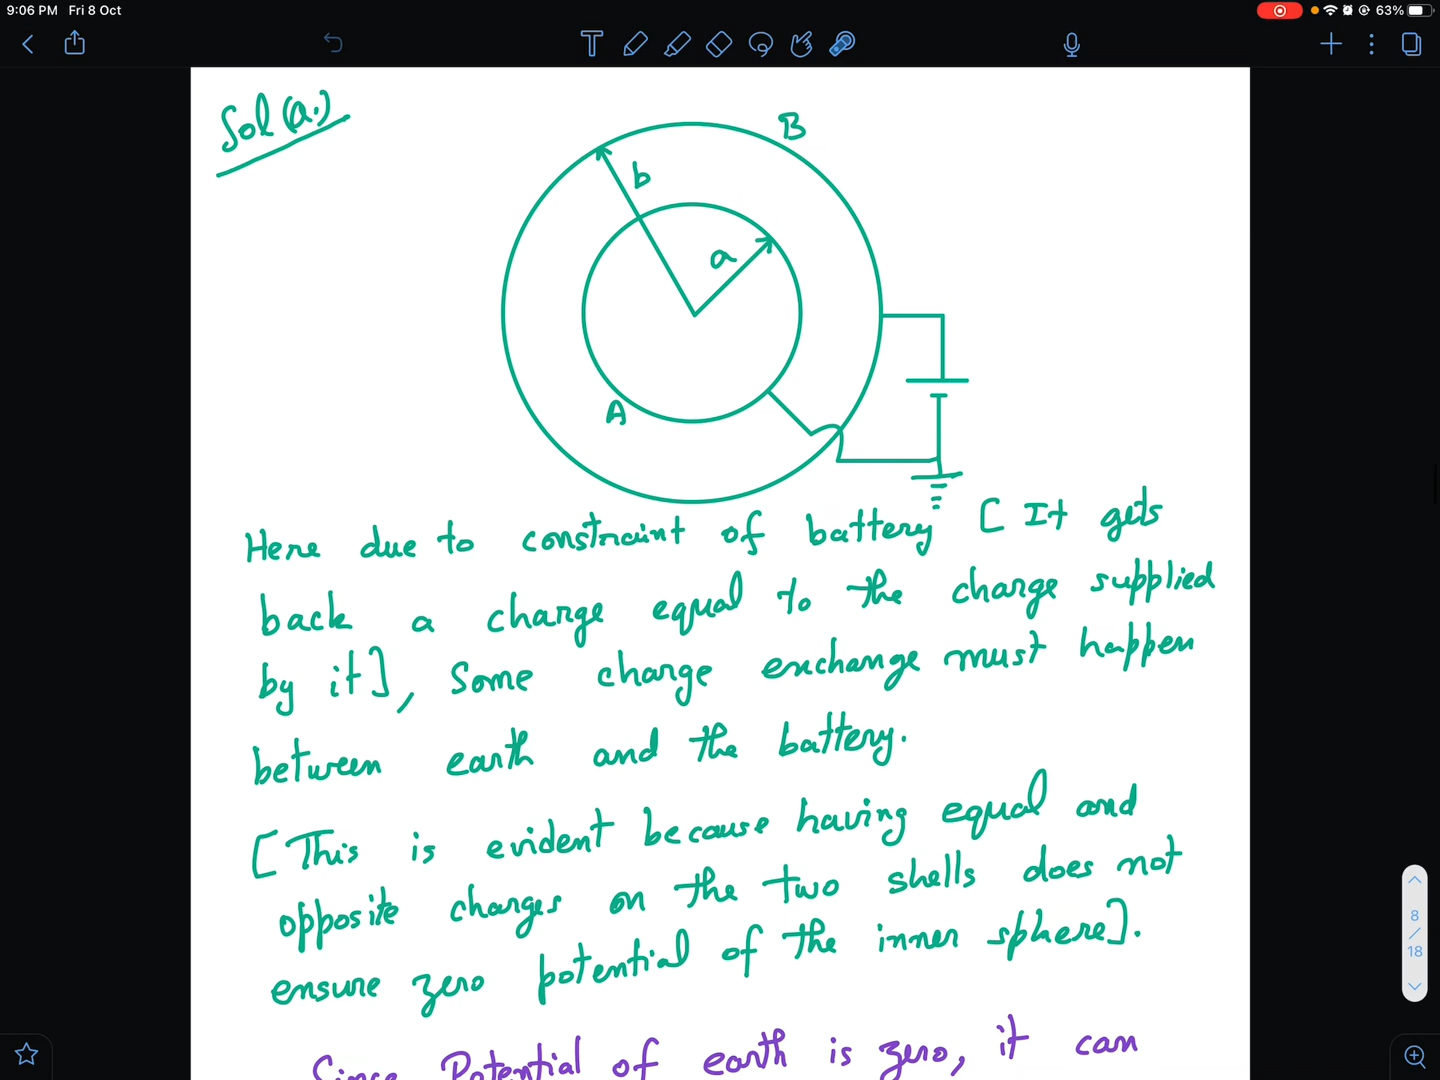 9:06 PM Fri 8 Oct
63%
T
Sol (a.)
B
b
a
A
Here due to constraint of battery [ It gets
back a charge equal to the charge supplied
by it], Some charge exchange must happen
between earth and the battery.
[ This is evident because having equal and
opposite charges on the two shells does not
ensure zero potential of the inner sphere].
Since Potential of earth is zero, it can
8
/
18